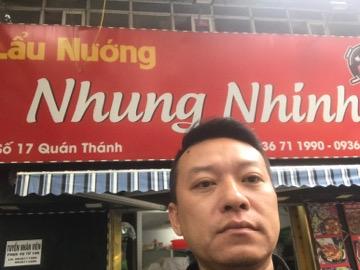 Lẩu Nướng
Nhung Nhinh
Số 17 Quán Thánh
36 71 1990 - 0936
TUYỂN NHÂN VIÊN